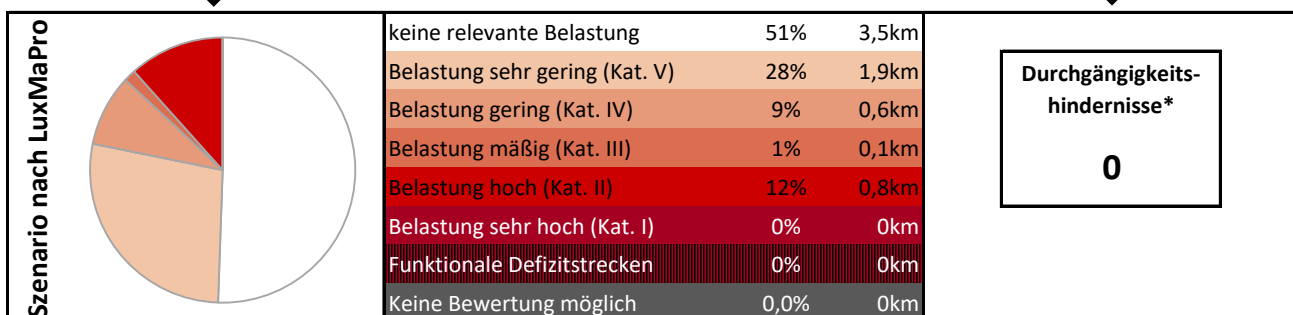 Szenario nach LuxMaPro
keine relevante Belastung 51% 3,5km
Belastung sehr gering (Kat. V) 28% 1,9km
Belastung gering (Kat. IV) 9% 0,6km
Belastung mäßig (Kat. III) 1% 0,1km
Belastung hoch (Kat. II) 12% 0,8km
Belastung sehr hoch (Kat. I) 0% 0km
Funktionale Defizitstrecken 0% 0km
Keine Bewertung möglich 0,0% 0km
Durchgängigkeits-
hindernisse*
0